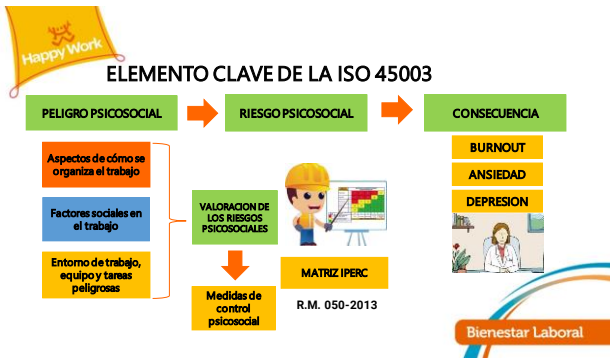 Happy Work
ELEMENTO CLAVE DE LA ISO 45003
PELIGRO PSICOSOCIAL
RIESGO PSICOSOCIAL
CONSECUENCIA
Aspectos de cómo se
organiza el trabajo
Factores sociales en
el trabajo
Entorno de trabajo,
equipo y tareas
peligrosas
VALORACION DE
LOS RIESGOS
PSICOSOCIALES
Medidas de
control
psicosocial
MATRIZ IPERC
R.M. 050-2013
BURNOUT
ANSIEDAD
DEPRESION
Bienestar Laboral